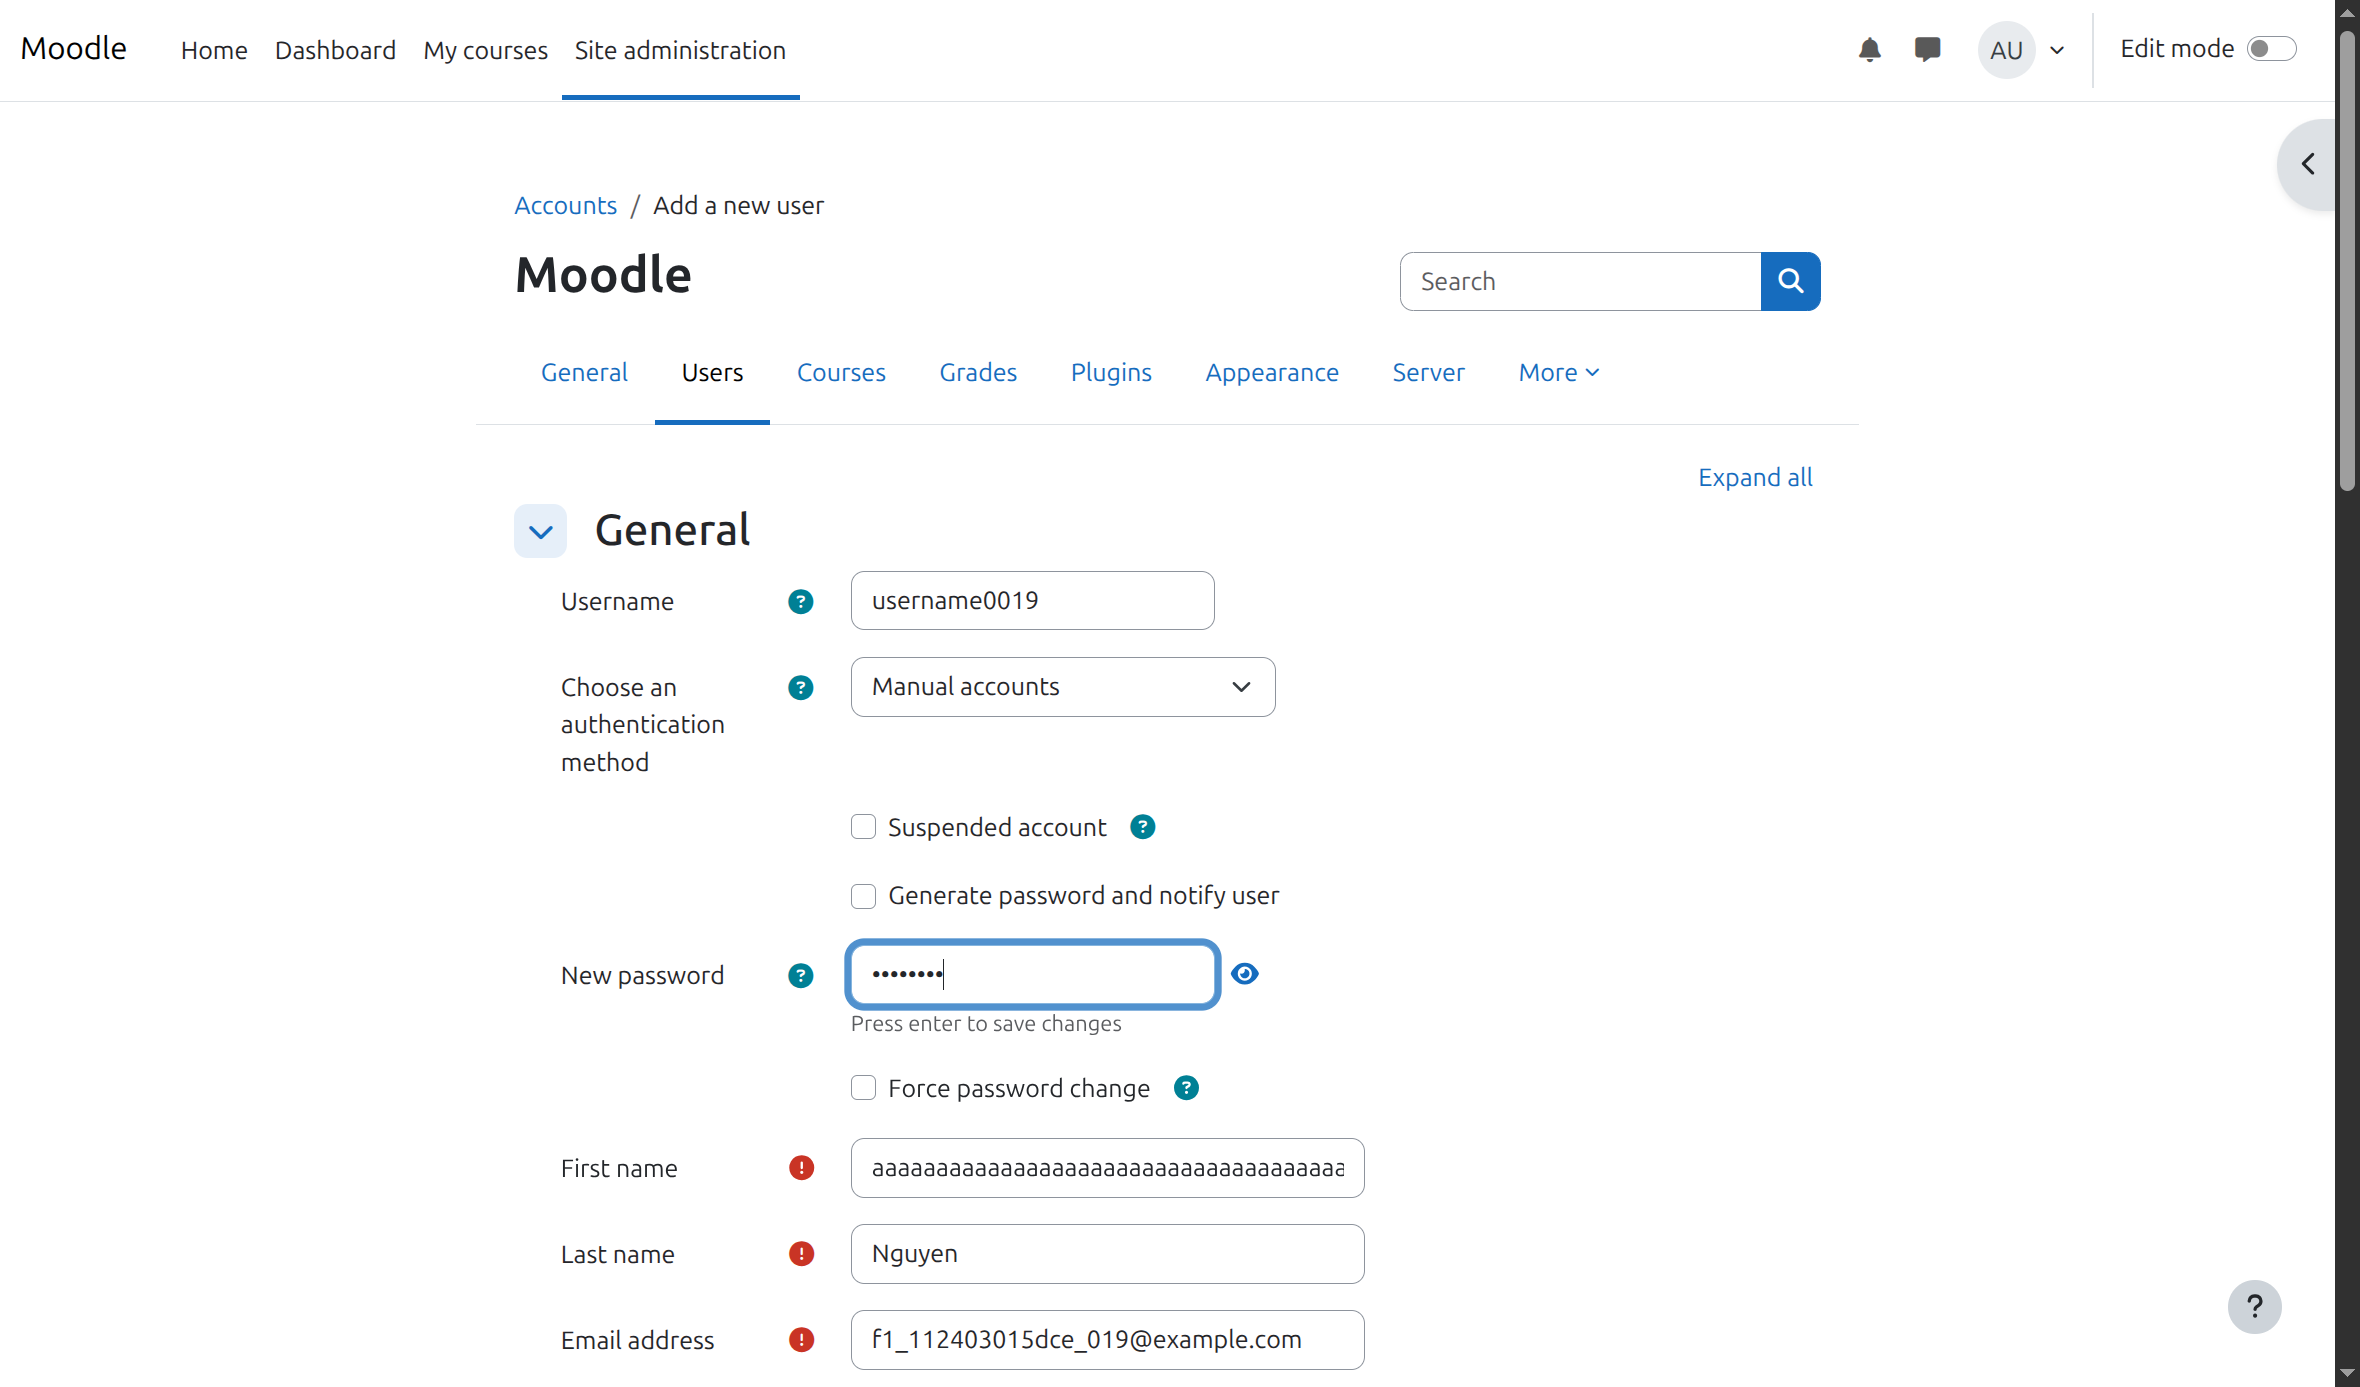 Moodle
Home
Dashboard
My courses
Site administration
AU
Edit mode
Accounts / Add a new user
Moodle
Search
General
Users
Courses
Grades
Plugins
Appearance
Server
More
Expand all
General
Username
?
username0019
Choose an authentication method
?
Manual accounts
Suspended account
?
Generate password and notify user
New password
?
••••••••
Press enter to save changes
Force password change
?
First name
!
aaaaaaaaaaaaaaaaaaaaaaaaaaaaaaaaaaaaa
Last name
!
Nguyen
Email address
!
f1_112403015dce_019@example.com
?